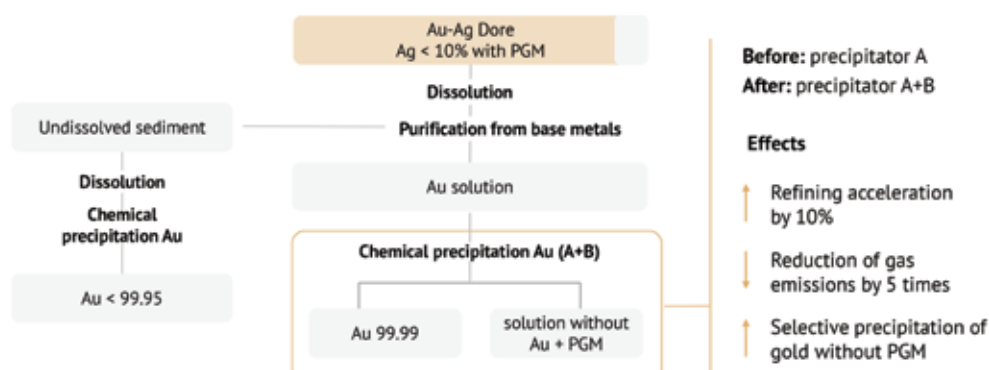 Au-Ag Dore
Ag < 10% with PGM
Dissolution
Purification from base metals
Undissolved sediment
Dissolution
Chemical
precipitation Au
Au < 99.95
Au solution
Chemical precipitation Au (A+B)
Au 99.99
solution without
Au + PGM
Before: precipitator A
After: precipitator A+B
Effects
Refining acceleration
by 10%
Reduction of gas
emissions by 5 times
Selective precipitation of
gold without PGM